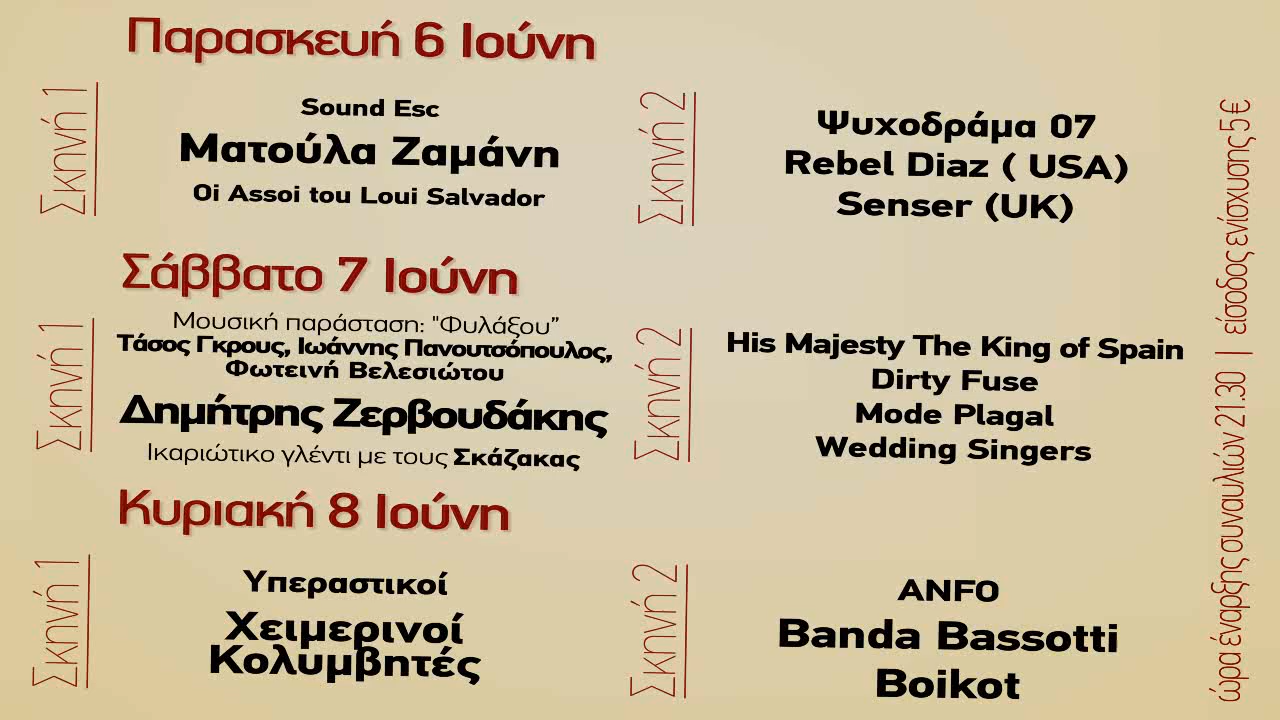 Παρασκευή 6 Ιούνη
Σκηνή 1
Sound Esc
Ματούλα Ζαμάνη
Oi Assoi tou Loui Salvador
Σκηνή 2
Ψυχοδράμα 07
Rebel Diaz ( USA)
Senser (UK)
Σάββατο 7 Ιούνη
Σκηνή 1
Μουσική παράσταση: "Φυλάξου”
Τάσος Γκρους, Ιωάννης Πανουτσόπουλος,
Φωτεινή Βελεσιώτου
Δημήτρης Ζερβουδάκης
Ικαριώτικο γλέντι με τους Σκάζακας
Σκηνή 2
His Majesty The King of Spain
Dirty Fuse
Mode Plagal
Wedding Singers
Κυριακή 8 Ιούνη
Σκηνή 1
Υπεραστικοί
Χειμερινοί
Κολυμβητές
Σκηνή 2
ANFO
Banda Bassotti
Boikot
ώρα έναρξης συναυλιών 21.30 | είσοδος ενίσχυσης 5 €